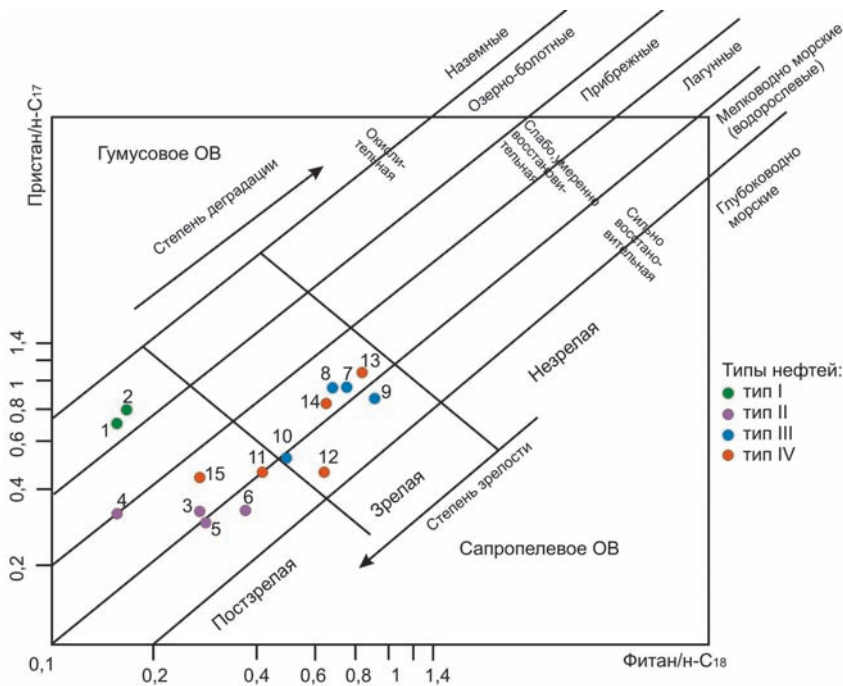 Пристан/н-C17
Гумусовое ОВ
Степень деградации
Наземные
Озерно-болотные
Прибрежные
Лагунные
Мелководно морские
(водорослевые)
Глубоководно
морские
Окисли-
тельная
Слабо,умеренно
восстанови-
тельная
Сильно
восстано-
вительная
Незрелая
Зрелая
Постзрелая
Степень зрелости
Сапропелевое ОВ
1,4
1
0,8
0,6
0,4
0,2
0,1
2
1
4
3
5
6
15
11
10
12
14
8
7
13
9
Типы нефтей:
тип I
тип II
тип III
тип IV
0,2
0,4
0,6
0,8
1
1,4
Фитан/н-C18